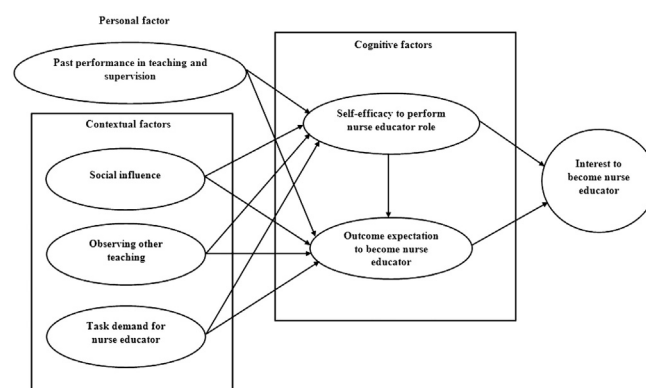 Personal factor
Past performance in teaching and
supervision
Cognitive factors
Contextual factors
Self-efficacy to perform
nurse educator role
Social influence
Interest to
become nurse
educator
Observing other
teaching
Outcome expectation
to become nurse
educator
Task demand for
nurse educator